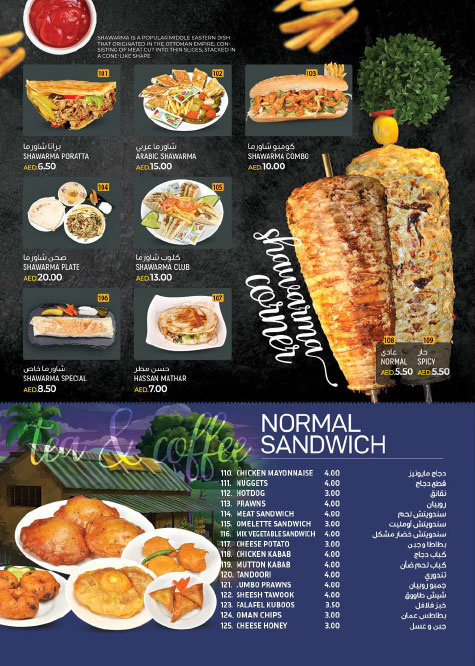 SHAWARMA IS A POPULAR MIDDLE EASTERN DISH
THAT ORIGINATED IN THE OTTOMAN EMPIRE, CON-
SISTING OF MEAT CUT INTO THIN SLICES, STACKED IN
A CONE-LIKE SHAPE
101
براتا شاورما
SHAWARMA PORATTA
AED.6.50
102
شاورما عربي
ARABIC SHAWARMA
AED.15.00
103
كومبو شاورما
SHAWARMA COMBO
AED.10.00
104
صحن شاورما
SHAWARMA PLATE
AED.20.00
105
كلوب شاورما
SHAWARMA CLUB
AED.13.00
106
شاورما خاص
SHAWARMA SPECIAL
AED.8.50
107
حسن مطر
HASSAN MATHAR
AED.7.00
shawarma
corner
108
عادي
NORMAL
AED.5.50
109
حار
SPICY
AED.5.50
tea & coffee
NORMAL
SANDWICH
110. CHICKEN MAYONNAISE 4.00 دجاج مايونيز
111. NUGGETS 4.00 قطع دجاج
112. HOTDOG 3.00 نقانق
113. PRAWNS 4.00 روبيان
114. MEAT SANDWICH 4.00 سندويتش لحم
115. OMELETTE SANDWICH 3.00 سندويتش أومليت
116. MIX VEGETABLE SANDWICH 4.00 سندويتش خضار مشكل
117. CHEESE POTATO 3.00 بطاطا و جبن
118. CHICKEN KABAB 4.00 كباب دجاج
119. MUTTON KABAB 4.00 كباب لحم ضأن
120. TANDOORI 4.00 تندوري
121. JUMBO PRAWNS 4.00 جمبو روبيان
122. SHEESH TAWOOK 4.00 شيش طاووق
123. FALAFEL KUBOOS 3.50 خبز فلافل
124. OMAN CHIPS 3.00 بطاطس عمان
125. CHEESE HONEY 3.00 جبن و عسل